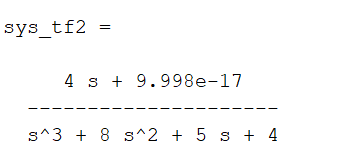 sys_tf2 =
4 s + 9.998e-17
---------------------
s^3 + 8 s^2 + 5 s + 4